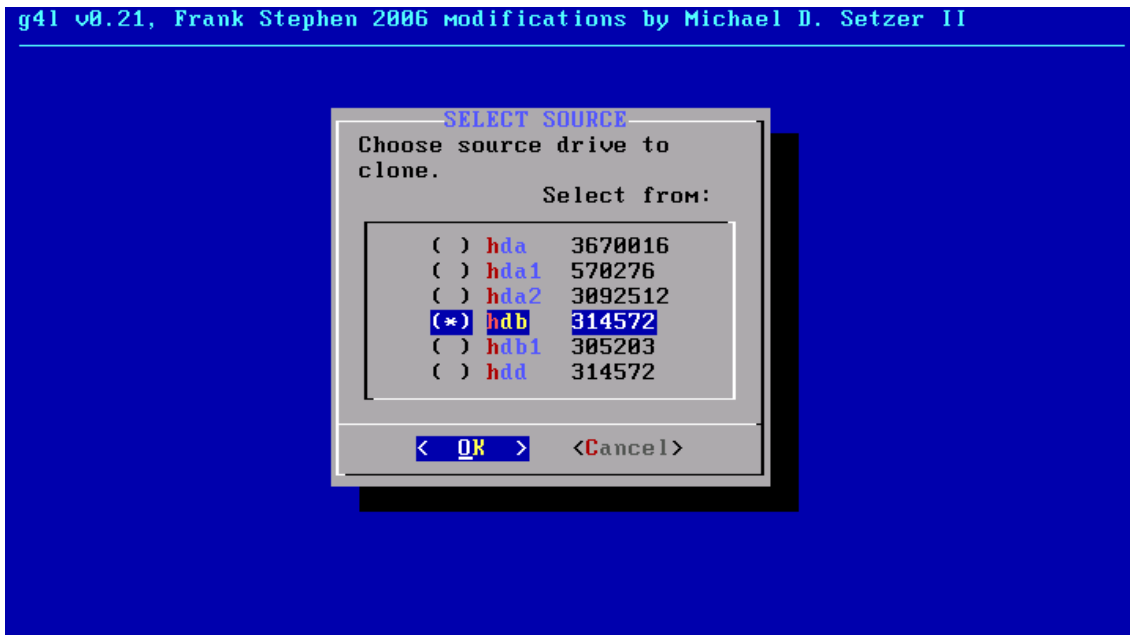 g4l v0.21, Frank Stephen 2006 modifications by Michael D. Setzer II
SELECT SOURCE
Choose source drive to
clone.
Select from:
( ) hda 3670016
( ) hda1 570276
( ) hda2 3092512
(*) hdb 314572
( ) hdb1 305203
( ) hdd 314572
< OK > <Cancel>